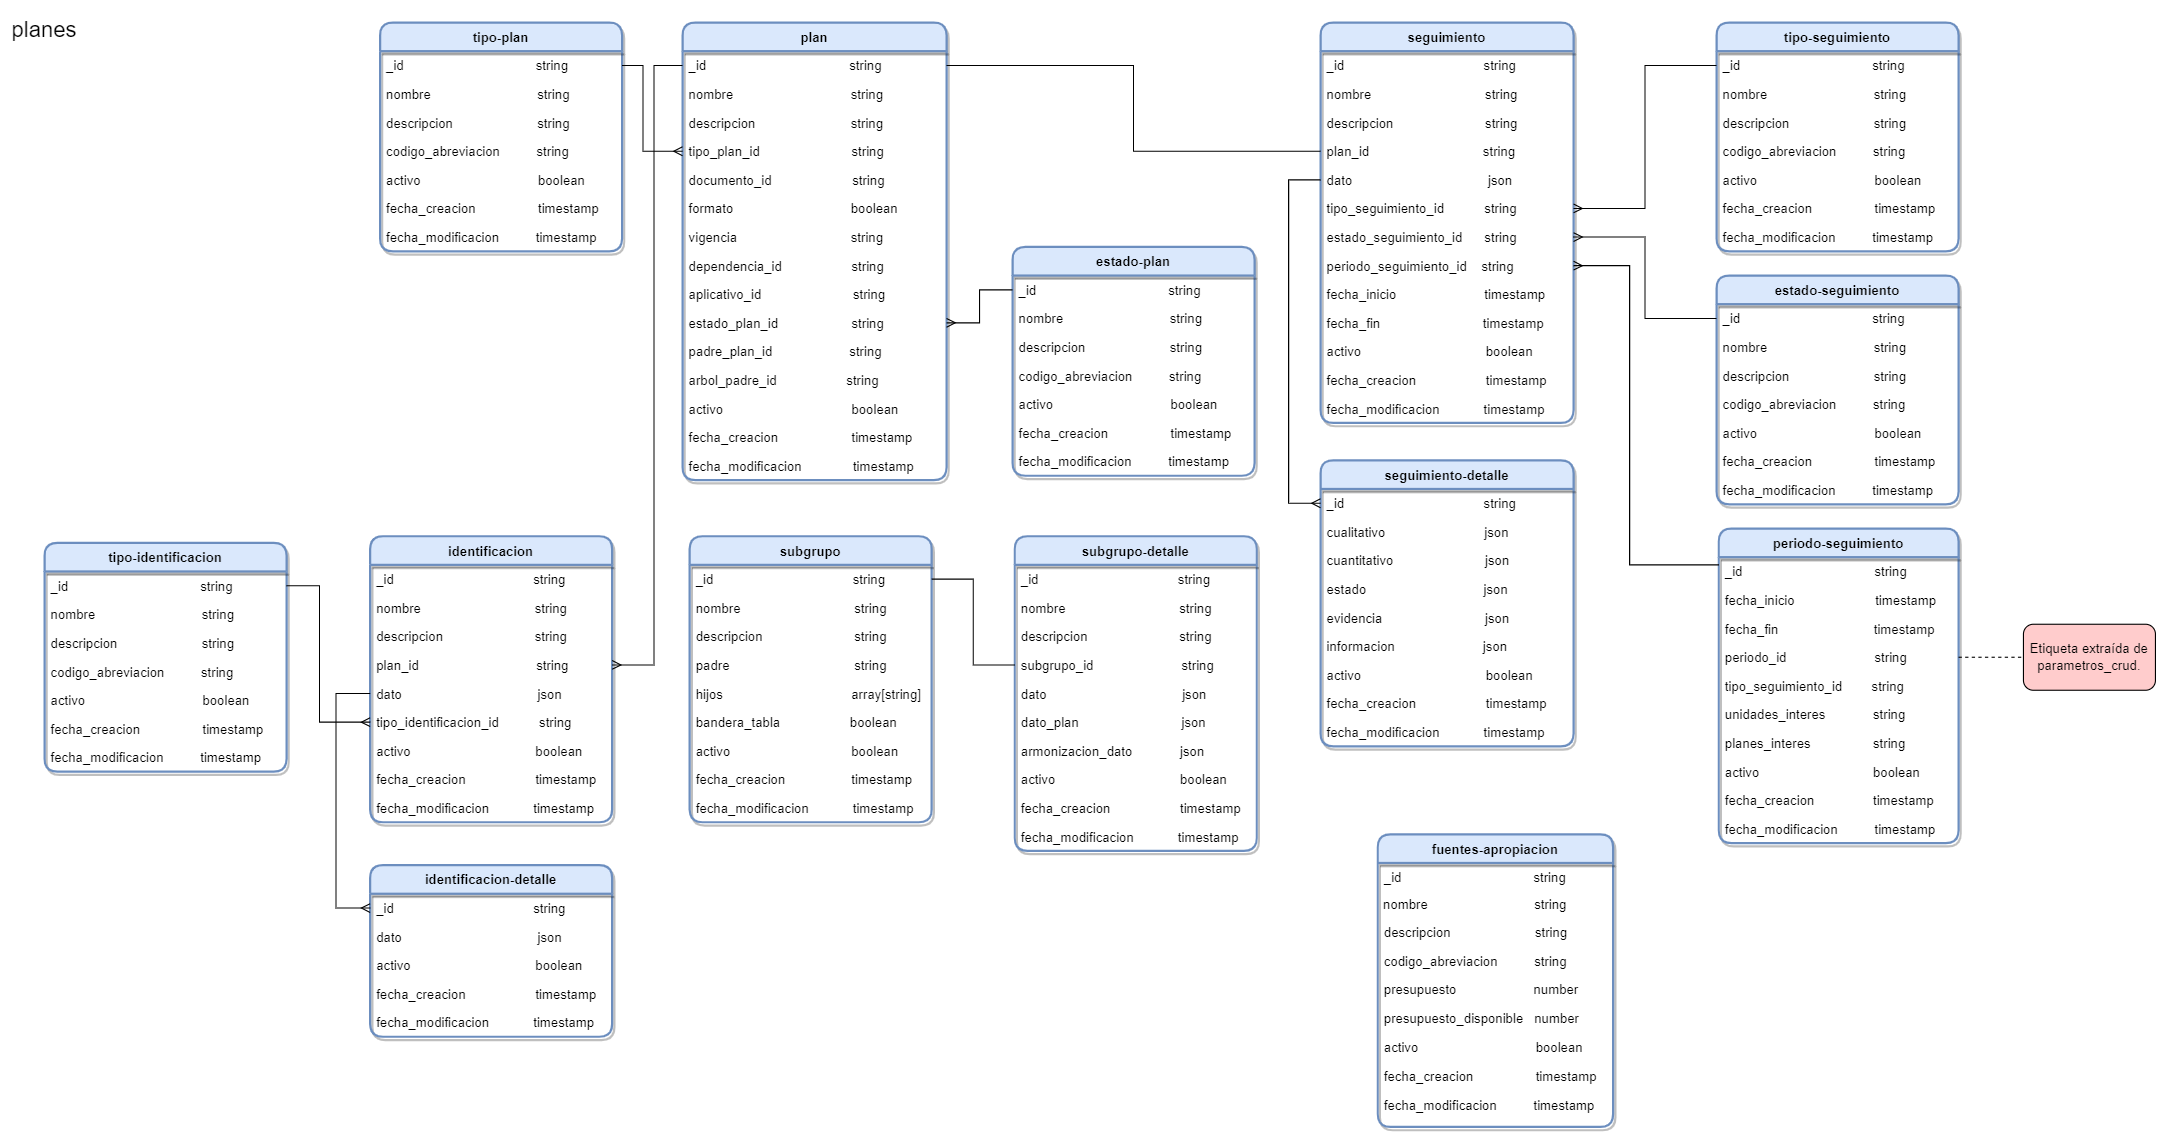 planes
tipo-plan
_id string
nombre string
descripcion string
codigo_abreviacion string
activo boolean
fecha_creacion timestamp
fecha_modificacion timestamp
plan
_id string
nombre string
descripcion string
tipo_plan_id string
documento_id string
formato boolean
vigencia string
dependencia_id string
aplicativo_id string
estado_plan_id string
padre_plan_id string
arbol_padre_id string
activo boolean
fecha_creacion timestamp
fecha_modificacion timestamp
estado-plan
_id string
nombre string
descripcion string
codigo_abreviacion string
activo boolean
fecha_creacion timestamp
fecha_modificacion timestamp
seguimiento
_id string
nombre string
descripcion string
plan_id string
dato json
tipo_seguimiento_id string
estado_seguimiento_id string
periodo_seguimiento_id string
fecha_inicio timestamp
fecha_fin timestamp
activo boolean
fecha_creacion timestamp
fecha_modificacion timestamp
tipo-seguimiento
_id string
nombre string
descripcion string
codigo_abreviacion string
activo boolean
fecha_creacion timestamp
fecha_modificacion timestamp
estado-seguimiento
_id string
nombre string
descripcion string
codigo_abreviacion string
activo boolean
fecha_creacion timestamp
fecha_modificacion timestamp
tipo-identificacion
_id string
nombre string
descripcion string
codigo_abreviacion string
activo boolean
fecha_creacion timestamp
fecha_modificacion timestamp
identificacion
_id string
nombre string
descripcion string
plan_id string
dato json
tipo_identificacion_id string
activo boolean
fecha_creacion timestamp
fecha_modificacion timestamp
subgrupo
_id string
nombre string
descripcion string
padre string
hijos array[string]
bandera_tabla boolean
activo boolean
fecha_creacion timestamp
fecha_modificacion timestamp
subgrupo-detalle
_id string
nombre string
descripcion string
subgrupo_id string
dato json
dato_plan json
armonizacion_dato json
activo boolean
fecha_creacion timestamp
fecha_modificacion timestamp
seguimiento-detalle
_id string
cualitativo json
cuantitativo json
estado json
evidencia json
informacion json
activo boolean
fecha_creacion timestamp
fecha_modificacion timestamp
periodo-seguimiento
_id string
fecha_inicio timestamp
fecha_fin timestamp
periodo_id string
tipo_seguimiento_id string
unidades_interes string
planes_interes string
activo boolean
fecha_creacion timestamp
fecha_modificacion timestamp
Etiqueta extraída de
parametros_crud.
identificacion-detalle
_id string
dato json
activo boolean
fecha_creacion timestamp
fecha_modificacion timestamp
fuentes-apropiacion
_id string
nombre string
descripcion string
codigo_abreviacion string
presupuesto number
presupuesto_disponible number
activo boolean
fecha_creacion timestamp
fecha_modificacion timestamp